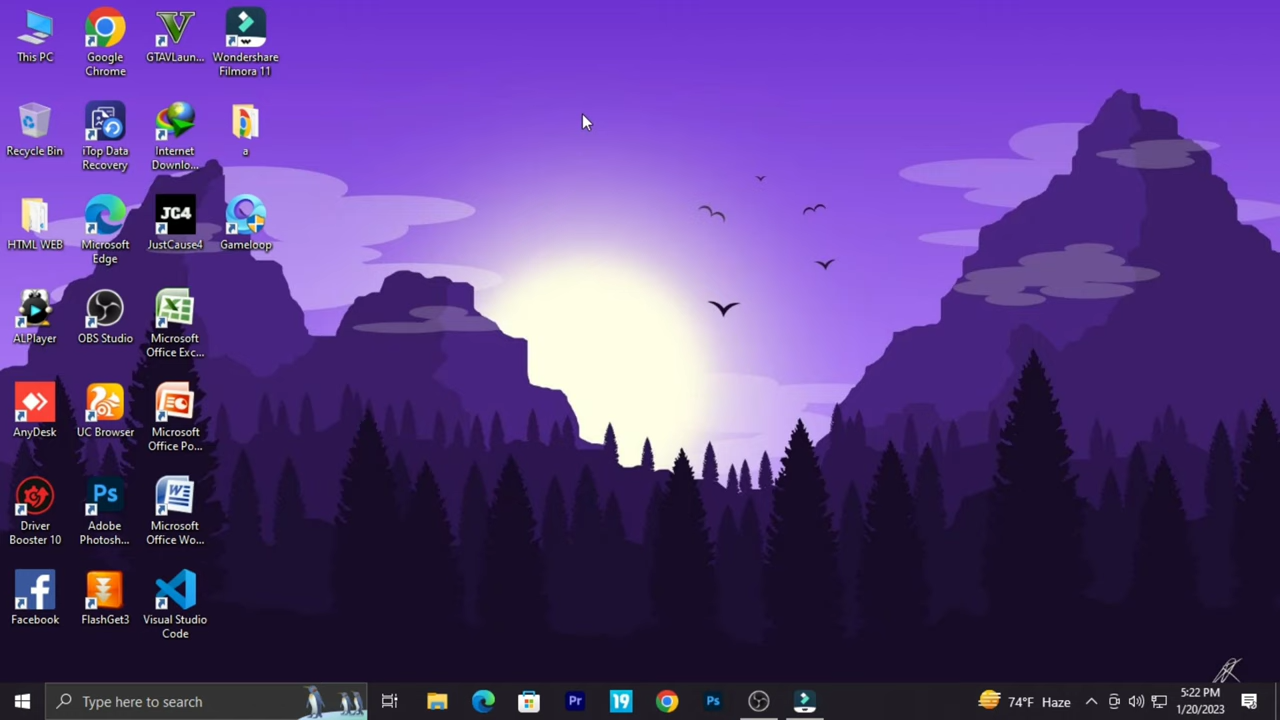 This PC
Google
Chrome
GTAVLaun...
Wondershare
Filmora 11
Recycle Bin
iTop Data
Recovery
Internet
Downlo...
a
HTML WEB
Microsoft
Edge
JC4
JustCause4
Gameloop
ALPlayer
OBS Studio
Microsoft
Office Exc...
AnyDesk
UC Browser
Microsoft
Office Po...
Driver
Booster 10
Ps
Adobe
Photosh...
Microsoft
Office Wo...
Facebook
FlashGet3
Visual Studio
Code
Type here to search
Pr
19
Ps
74°F Haze
5:22 PM
1/20/2023